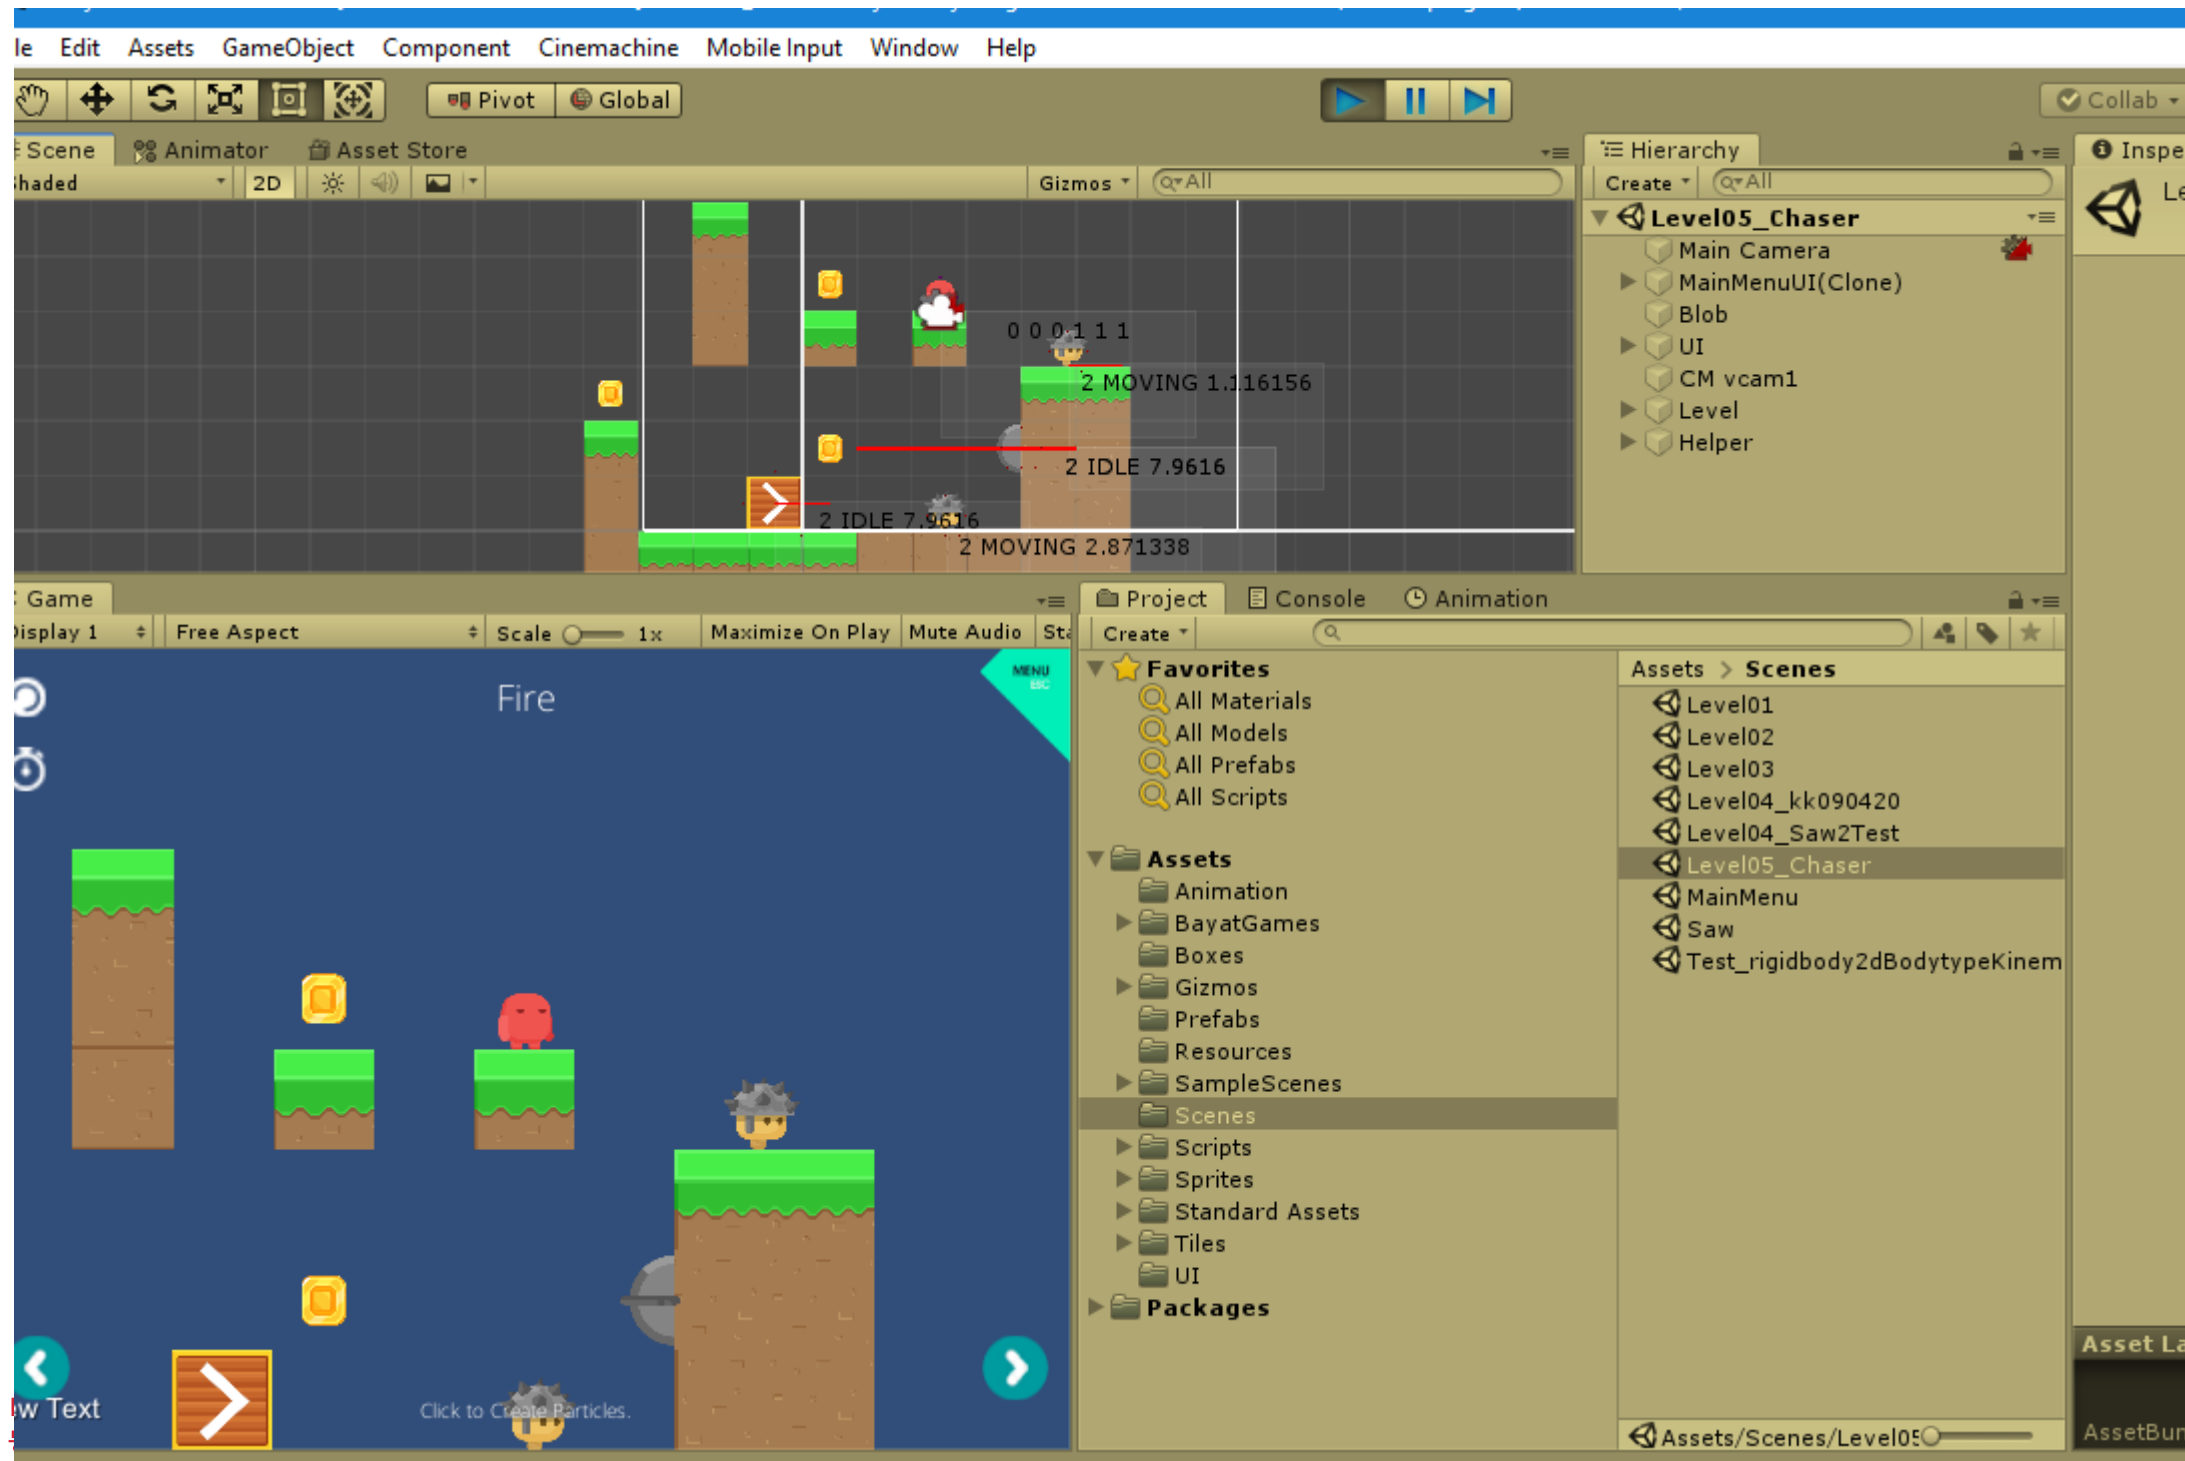 Edit Assets GameObject Component Cinemachine Mobile Input Window Help
Pivot Global Collab
Scene Animator Asset Store
2D Gizmos All
0 0 0 1 1 1
2 MOVING 1.116156
2 IDLE 7.9616
2 IDLE 7.9616
2 MOVING 2.871338
Hierarchy
Create All
Level05_Chaser
Main Camera
MainMenuUI(Clone)
Blob
UI
CM vcam1
Level
Helper
Game
Display 1 Free Aspect Scale 1x Maximize On Play Mute Audio
MENU
ESC
Fire
Text
Click to Create Particles.
Project Console Animation
Create
Favorites
All Materials
All Models
All Prefabs
All Scripts
Assets
Animation
BayatGames
Boxes
Gizmos
Prefabs
Resources
SampleScenes
Scenes
Scripts
Sprites
Standard Assets
Tiles
UI
Packages
Assets > Scenes
Level01
Level02
Level03
Level04_kk090420
Level04_Saw2Test
Level05_Chaser
MainMenu
Saw
Test_rigidbody2dBodytypeKinem
Assets/Scenes/Level05
Asset